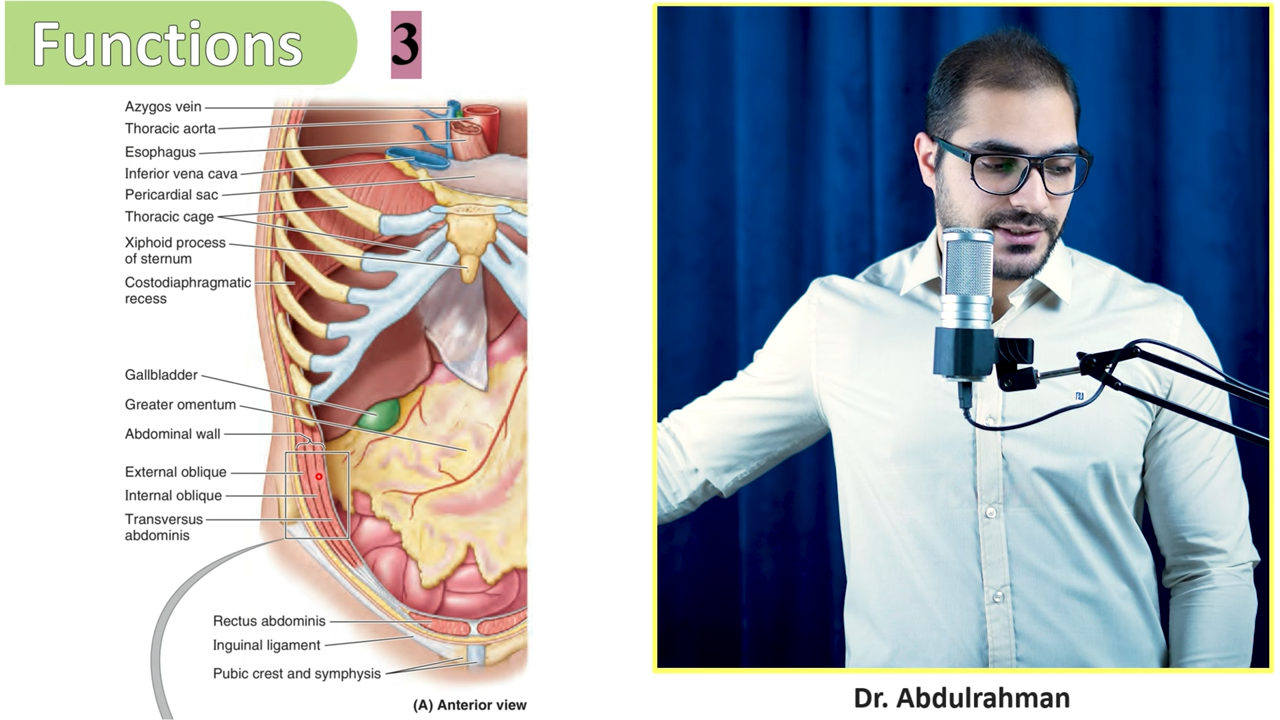 Functions
3
Azygos vein
Thoracic aorta
Esophagus
Inferior vena cava
Pericardial sac
Thoracic cage
Xiphoid process
of sternum
Costodiaphragmatic
recess
Gallbladder
Greater omentum
Abdominal wall
External oblique
Internal oblique
Transversus
abdominis
Rectus abdominis
Inguinal ligament
Pubic crest and symphysis
(A) Anterior view
Dr. Abdulrahman